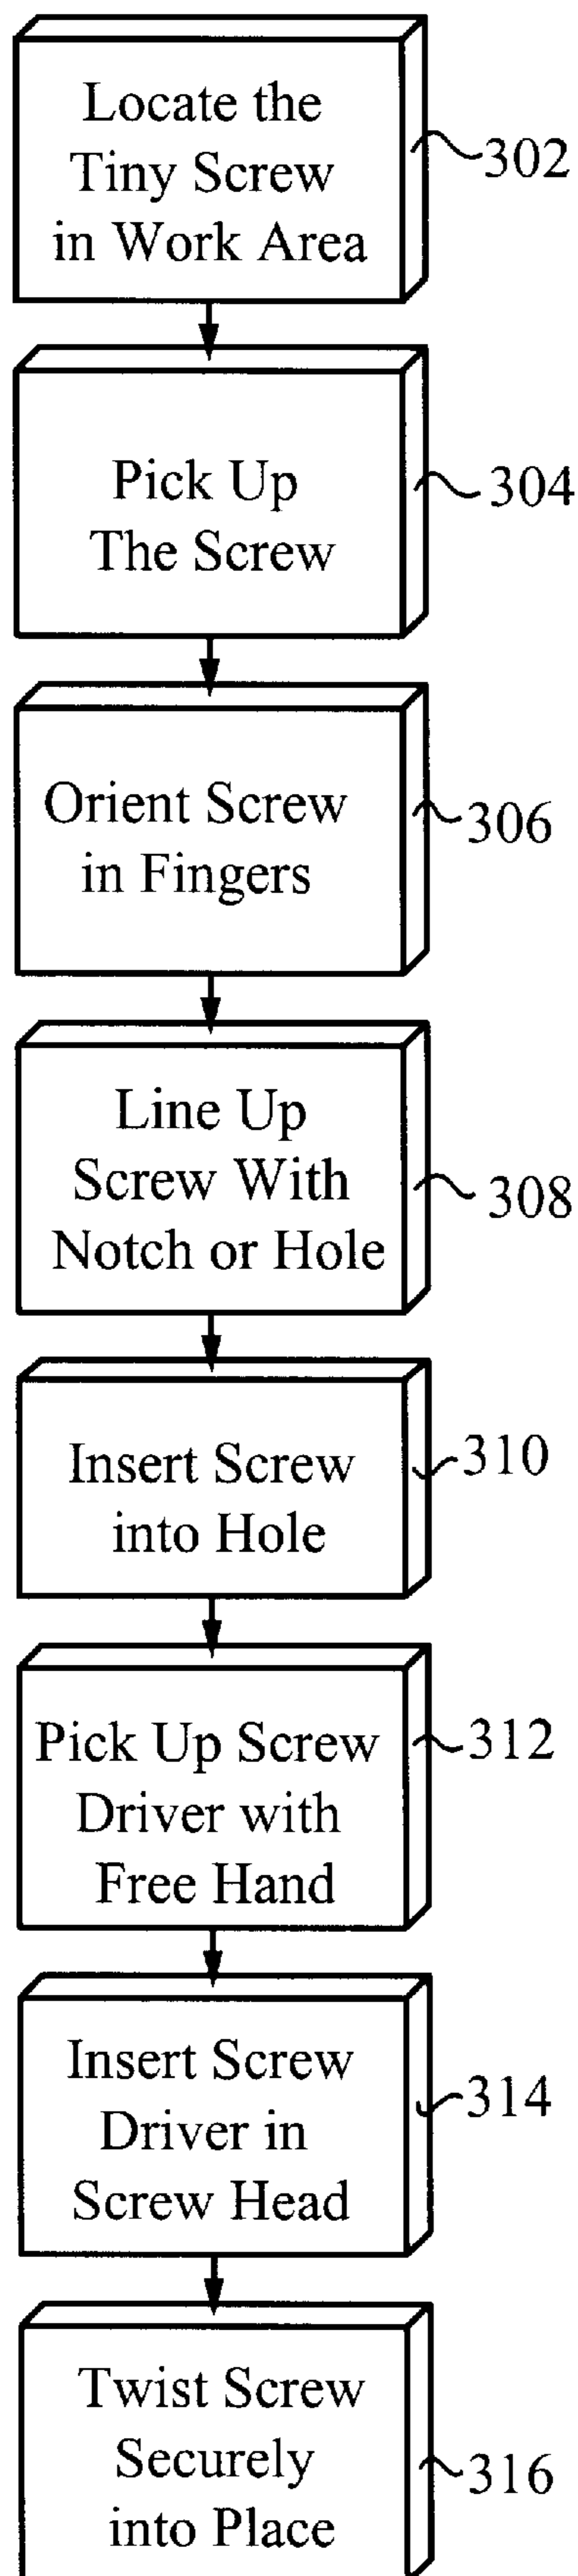 Locate the
Tiny Screw
in Work Area
302
Pick Up
The Screw
304
Orient Screw
in Fingers
306
Line Up
Screw With
Notch or Hole
308
Insert Screw
into Hole
310
Pick Up Screw
Driver with
Free Hand
312
Insert Screw
Driver in
Screw Head
314
Twist Screw
Securely
into Place
316